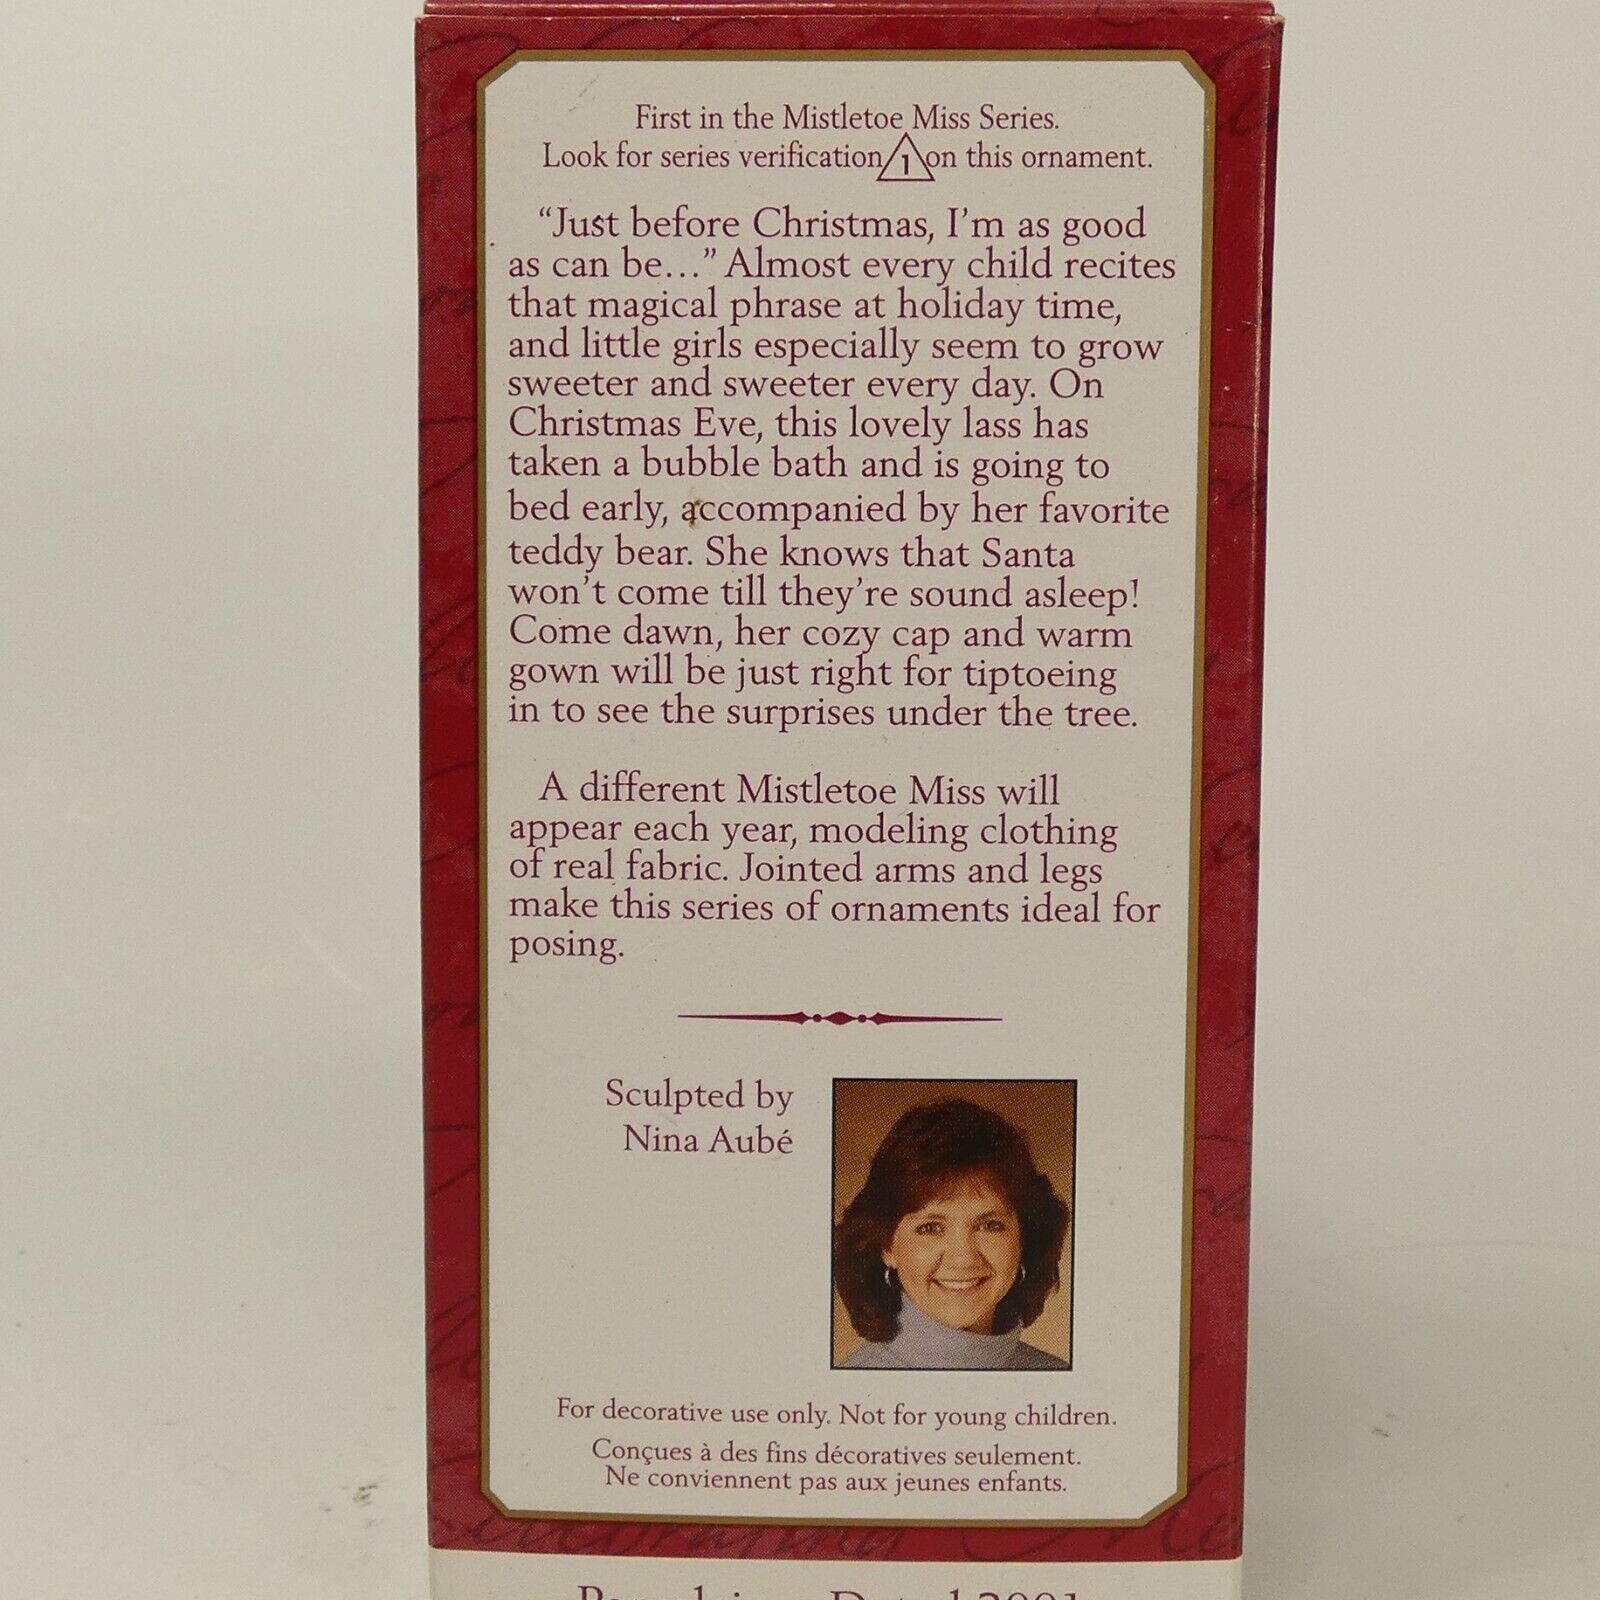 First in the Mistletoe Miss Series.
Look for series verification 1 on this ornament.
“Just before Christmas, I’m as good
as can be...” Almost every child recites
that magical phrase at holiday time,
and little girls especially seem to grow
sweeter and sweeter every day. On
Christmas Eve, this lovely lass has
taken a bubble bath and is going to
bed early, accompanied by her favorite
teddy bear. She knows that Santa
won’t come till they’re sound asleep!
Come dawn, her cozy cap and warm
gown will be just right for tiptoeing
in to see the surprises under the tree.
A different Mistletoe Miss will
appear each year, modeling clothing
of real fabric. Jointed arms and legs
make this series of ornaments ideal for
posing.
Sculpted by
Nina Aubé
For decorative use only. Not for young children.
Conçues à des fins décoratives seulement.
Ne conviennent pas aux jeunes enfants.
Dated 2001